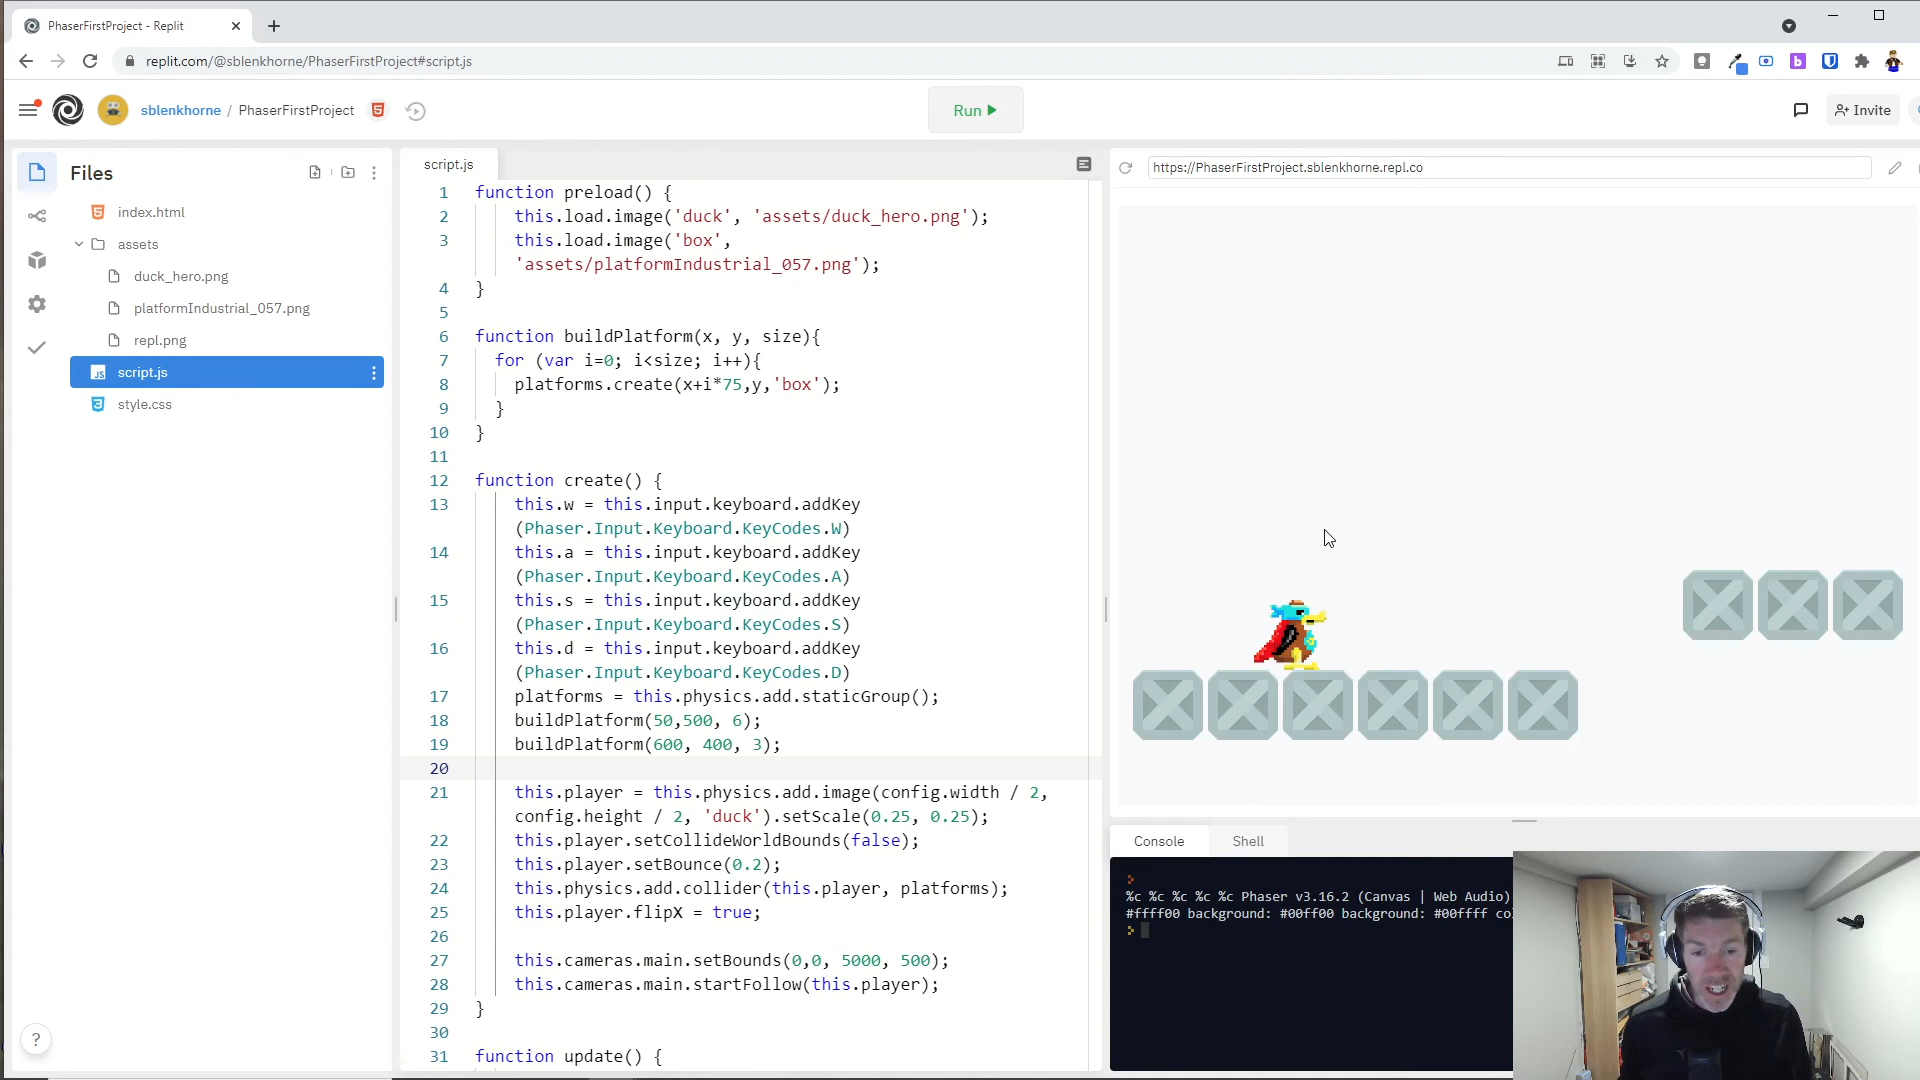 PhaserFirstProject - Replit
replit.com/@sblenkhorne/PhaserFirstProject#script.js
sblenkhorne / PhaserFirstProject
Run
Invite
Files
index.html
assets
duck_hero.png
platformIndustrial_057.png
repl.png
script.js
style.css
script.js
1 function preload() {
2 this.load.image('duck', 'assets/duck_hero.png');
3 this.load.image('box',
'assets/platformIndustrial_057.png');
4 }
5
6 function buildPlatform(x, y, size){
7 for (var i=0; i<size; i++){
8 platforms.create(x+i*75,y,'box');
9 }
10 }
11
12 function create() {
13 this.w = this.input.keyboard.addKey
(Phaser.Input.Keyboard.KeyCodes.W)
14 this.a = this.input.keyboard.addKey
(Phaser.Input.Keyboard.KeyCodes.A)
15 this.s = this.input.keyboard.addKey
(Phaser.Input.Keyboard.KeyCodes.S)
16 this.d = this.input.keyboard.addKey
(Phaser.Input.Keyboard.KeyCodes.D)
17 platforms = this.physics.add.staticGroup();
18 buildPlatform(50,500, 6);
19 buildPlatform(600, 400, 3);
20
21 this.player = this.physics.add.image(config.width / 2,
config.height / 2, 'duck').setScale(0.25, 0.25);
22 this.player.setCollideWorldBounds(false);
23 this.player.setBounce(0.2);
24 this.physics.add.collider(this.player, platforms);
25 this.player.flipX = true;
26
27 this.cameras.main.setBounds(0,0, 5000, 500);
28 this.cameras.main.startFollow(this.player);
29 }
30
31 function update() {
?
https://PhaserFirstProject.sblenkhorne.repl.co
Console
Shell
>
%c %c %c %c %c Phaser v3.16.2 (Canvas | Web Audio)
#ffff00 background: #00ff00 background: #00ffff co
>